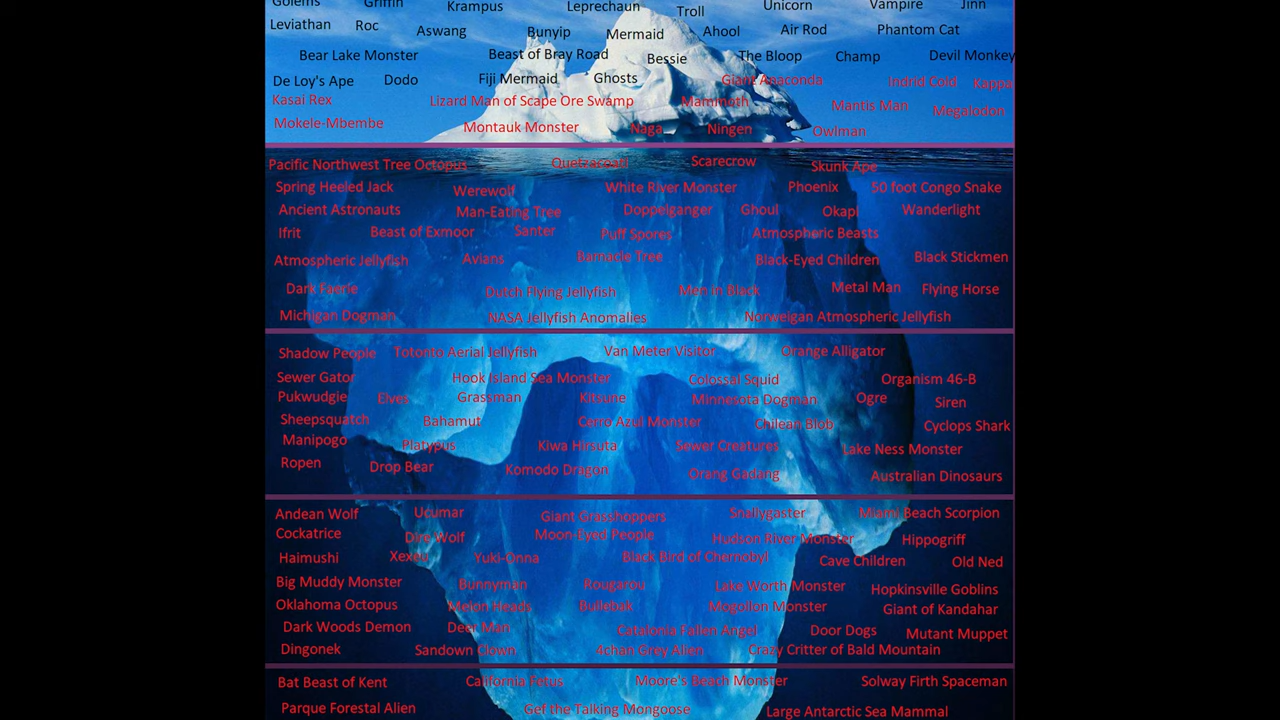 Golems Griffin Krampus Leprechaun Troll Unicorn Vampire Jinn
Leviathan Roc Aswang Bunyip Mermaid Ahool Air Rod Phantom Cat
Bear Lake Monster Beast of Bray Road Bessie The Bloop Champ Devil Monkey
De Loy's Ape Dodo Fiji Mermaid Ghosts Giant Anaconda Indrid Cold Kappa
Kasai Rex Lizard Man of Scape Ore Swamp Mammoth Mantis Man Megalodon
Mokele-Mbembe Montauk Monster Naga Ningen Owlman
Pacific Northwest Tree Octopus Quetzacoatl Scarecrow Skunk Ape
Spring Heeled Jack Werewolf White River Monster Phoenix 50 foot Congo Snake
Ancient Astronauts Man-Eating Tree Doppelganger Ghoul Okapi Wanderlight
Ifrit Beast of Exmoor Santer Puff Spores Atmospheric Beasts
Atmospheric Jellyfish Avians Barnacle Tree Black-Eyed Children Black Stickmen
Dark Faerie Dutch Flying Jellyfish Men in Black Metal Man Flying Horse
Michigan Dogman NASA Jellyfish Anomalies Norweigan Atmospheric Jellyfish
Shadow People Totonto Aerial Jellyfish Van Meter Visitor Orange Alligator
Sewer Gator Hook Island Sea Monster Colossal Squid Organism 46-B
Pukwudgie Elves Grassman Kitsune Minnesota Dogman Ogre Siren
Sheepsquatch Bahamut Cerro Azul Monster Chilean Blob Cyclops Shark
Manipogo Platypus Kiwa Hirsuta Sewer Creatures Lake Ness Monster
Ropen Drop Bear Komodo Dragon Orang Gadang Australian Dinosaurs
Andean Wolf Ucumar Giant Grasshoppers Snallygaster Miami Beach Scorpion
Cockatrice Dire Wolf Moon-Eyed People Hudson River Monster Hippogriff
Haimushi Xexeu Yuki-Onna Black Bird of Chernobyl Cave Children Old Ned
Big Muddy Monster Bunnyman Rougarou Lake Worth Monster Hopkinsville Goblins
Oklahoma Octopus Melon Heads Bullebak Mogollon Monster Giant of Kandahar
Dark Woods Demon Deer Man Catalonia Fallen Angel Door Dogs Mutant Muppet
Dingonek Sandown Clown 4chan Grey Alien Crazy Critter of Bald Mountain
Bat Beast of Kent California Fetus Moore's Beach Monster Solway Firth Spaceman
Parque Forestal Alien Gef the Talking Mongoose Large Antarctic Sea Mammal